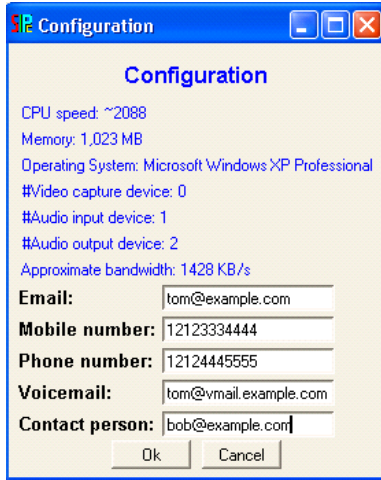 SIP Configuration
Configuration
CPU speed: ~2088
Memory: 1,023 MB
Operating System: Microsoft Windows XP Professional
#Video capture device: 0
#Audio input device: 1
#Audio output device: 2
Approximate bandwidth: 1428 KB/s
Email: tom@example.com
Mobile number: 12123334444
Phone number: 12124445555
Voicemail: tom@vmail.example.com
Contact person: bob@example.com
Ok Cancel